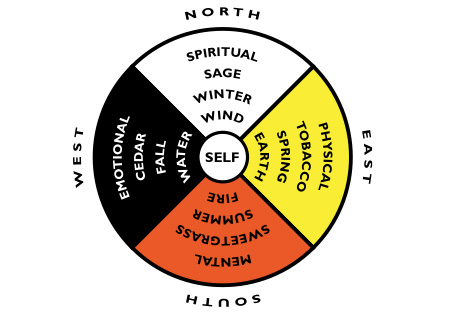 NORTH
SPIRITUAL
SAGE
WINTER
WIND
EAST
PHYSICAL
TOBACCO
SPRING
EARTH
SOUTH
MENTAL
SWEETGRASS
SUMMER
FIRE
WEST
EMOTIONAL
CEDAR
FALL
WATER
SELF